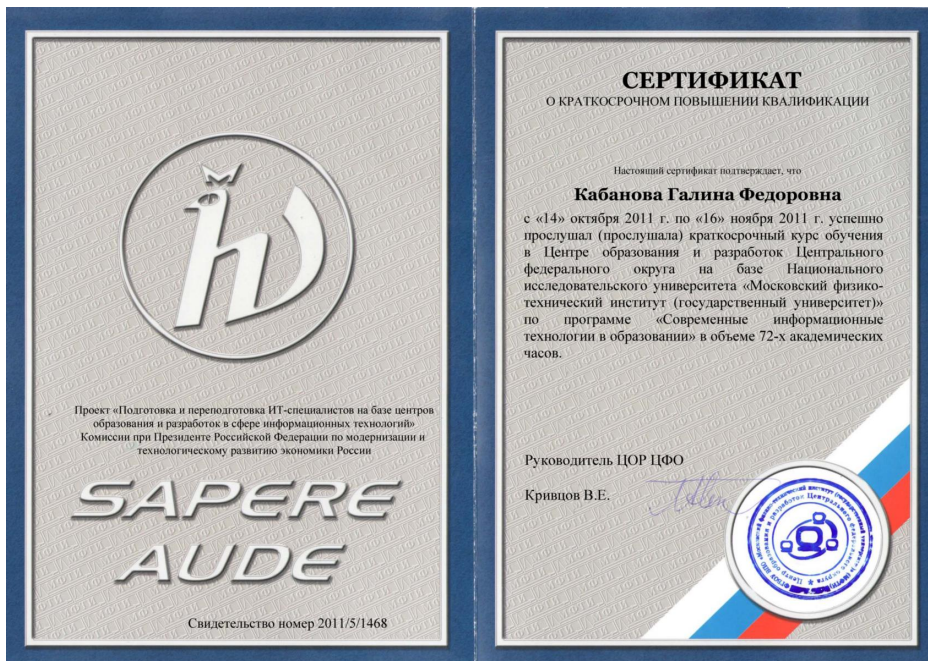 Проект «Подготовка и переподготовка ИТ-специалистов на базе центров
образования и разработок в сфере информационных технологий»
Комиссии при Президенте Российской Федерации по модернизации и
технологическому развитию экономики России
SAPERE
AUDE
Свидетельство номер 2011/5/1468
СЕРТИФИКАТ
О КРАТКОСРОЧНОМ ПОВЫШЕНИИ КВАЛИФИКАЦИИ
Настоящий сертификат подтверждает, что
Кабанова Галина Федоровна
с «14» октября 2011 г. по «16» ноября 2011 г. успешно
прослушал (прослушала) краткосрочный курс обучения
в Центре образования и разработок Центрального
федерального округа на базе Национального
исследовательского университета «Московский физико-
технический институт (государственный университет)»
по программе «Современные информационные
технологии в образовании» в объеме 72-х академических
часов.
Руководитель ЦОР ЦФО
Кривцов В.Е.